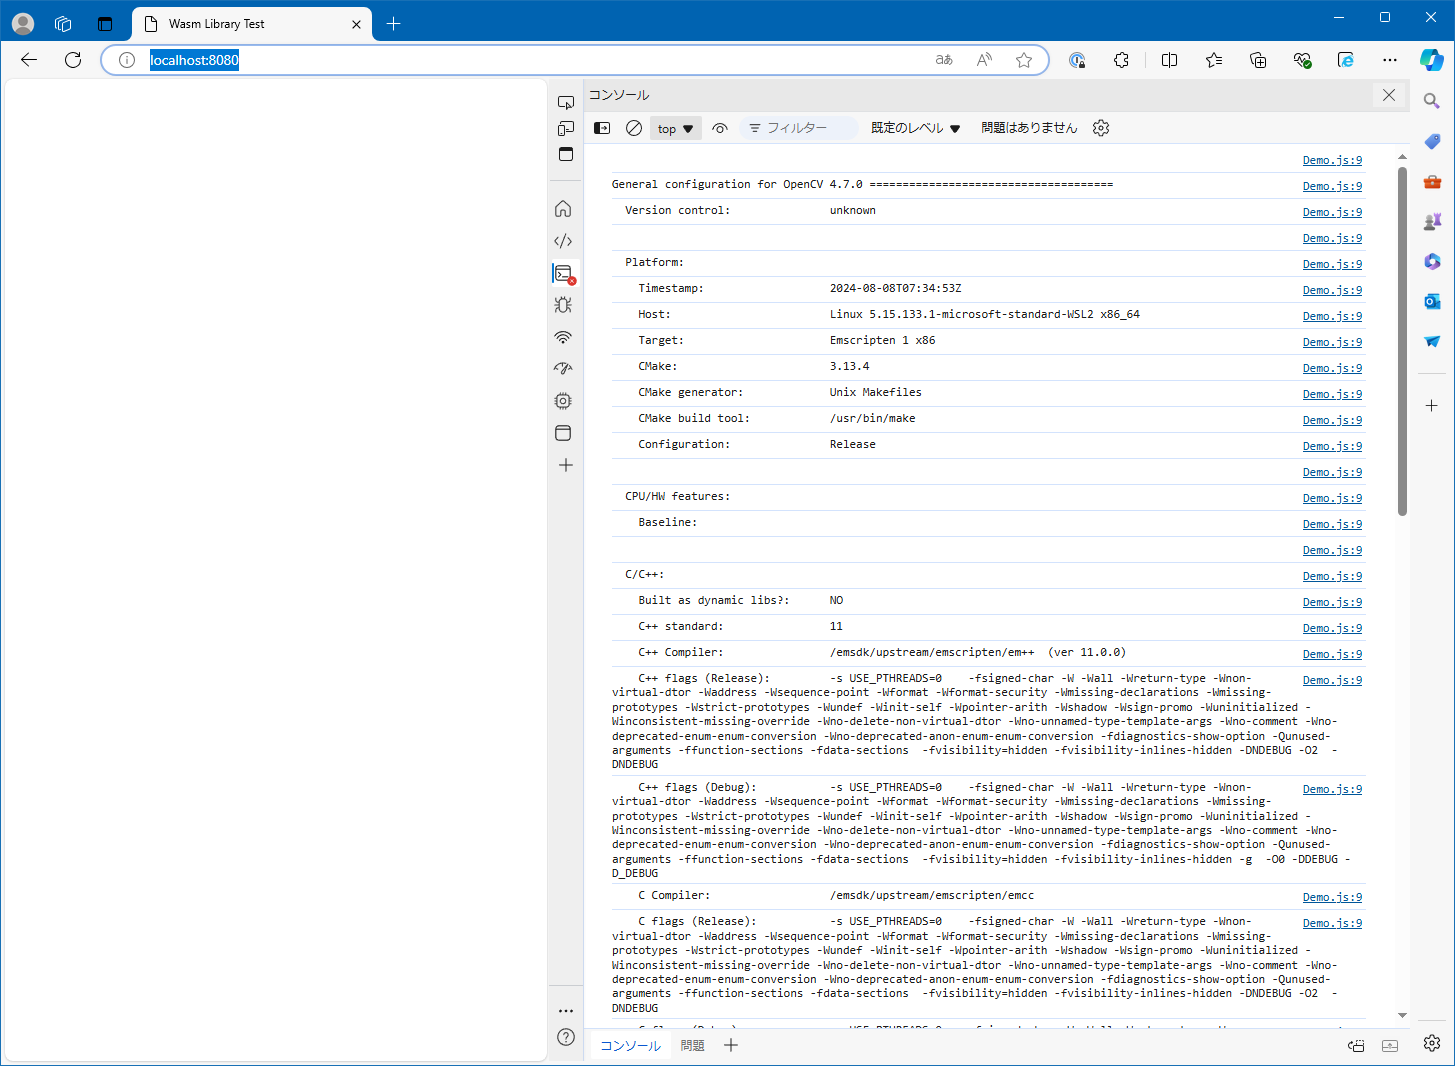 Wasm Library Test
localhost:8080
aあ
A
コンソール
top ▼
フィルター
既定のレベル ▼
問題はありません
Demo.js:9
General configuration for OpenCV 4.7.0 ===================================== Demo.js:9
Version control: unknown Demo.js:9
Demo.js:9
Platform: Demo.js:9
Timestamp: 2024-08-08T07:34:53Z Demo.js:9
Host: Linux 5.15.133.1-microsoft-standard-WSL2 x86_64 Demo.js:9
Target: Emscripten 1 x86 Demo.js:9
CMake: 3.13.4 Demo.js:9
CMake generator: Unix Makefiles Demo.js:9
CMake build tool: /usr/bin/make Demo.js:9
Configuration: Release Demo.js:9
Demo.js:9
CPU/HW features: Demo.js:9
Baseline: Demo.js:9
Demo.js:9
C/C++: Demo.js:9
Built as dynamic libs?: NO Demo.js:9
C++ standard: 11 Demo.js:9
C++ Compiler: /emsdk/upstream/emscripten/em++ (ver 11.0.0) Demo.js:9
C++ flags (Release): -s USE_PTHREADS=0 -fsigned-char -W -Wall -Wreturn-type -Wnon- Demo.js:9
virtual-dtor -Waddress -Wsequence-point -Wformat -Wformat-security -Wmissing-declarations -Wmissing-
prototypes -Wstrict-prototypes -Wundef -Winit-self -Wpointer-arith -Wshadow -Wsign-promo -Wuninitialized -
Winconsistent-missing-override -Wno-delete-non-virtual-dtor -Wno-unnamed-type-template-args -Wno-comment -Wno-
deprecated-enum-enum-conversion -Wno-deprecated-anon-enum-enum-conversion -fdiagnostics-show-option -Qunused-
arguments -ffunction-sections -fdata-sections -fvisibility=hidden -fvisibility-inlines-hidden -DNDEBUG -O2 -
DNDEBUG
C++ flags (Debug): -s USE_PTHREADS=0 -fsigned-char -W -Wall -Wreturn-type -Wnon- Demo.js:9
virtual-dtor -Waddress -Wsequence-point -Wformat -Wformat-security -Wmissing-declarations -Wmissing-
prototypes -Wstrict-prototypes -Wundef -Winit-self -Wpointer-arith -Wshadow -Wsign-promo -Wuninitialized -
Winconsistent-missing-override -Wno-delete-non-virtual-dtor -Wno-unnamed-type-template-args -Wno-comment -Wno-
deprecated-enum-enum-conversion -Wno-deprecated-anon-enum-enum-conversion -fdiagnostics-show-option -Qunused-
arguments -ffunction-sections -fdata-sections -fvisibility=hidden -fvisibility-inlines-hidden -g -O0 -DDEBUG -
D_DEBUG
C Compiler: /emsdk/upstream/emscripten/emcc Demo.js:9
C flags (Release): -s USE_PTHREADS=0 -fsigned-char -W -Wall -Wreturn-type -Wnon- Demo.js:9
virtual-dtor -Waddress -Wsequence-point -Wformat -Wformat-security -Wmissing-declarations -Wmissing-
prototypes -Wstrict-prototypes -Wundef -Winit-self -Wpointer-arith -Wshadow -Wsign-promo -Wuninitialized -
Winconsistent-missing-override -Wno-delete-non-virtual-dtor -Wno-unnamed-type-template-args -Wno-comment -Wno-
deprecated-enum-enum-conversion -Wno-deprecated-anon-enum-enum-conversion -fdiagnostics-show-option -Qunused-
arguments -ffunction-sections -fdata-sections -fvisibility=hidden -fvisibility-inlines-hidden -DNDEBUG -O2 -
DNDEBUG
コンソール
問題